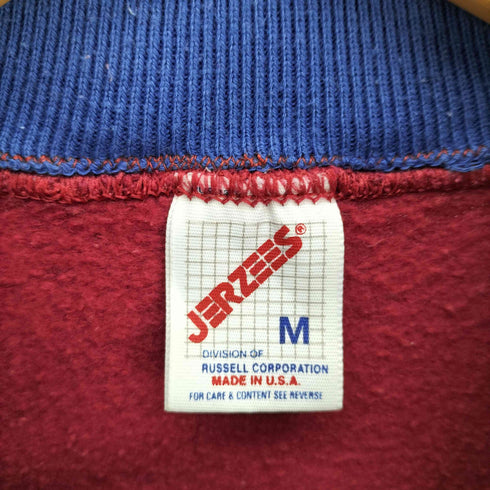 JERZEES®
M
DIVISION OF
RUSSELL CORPORATION
MADE IN U.S.A.
FOR CARE & CONTENT SEE REVERSE